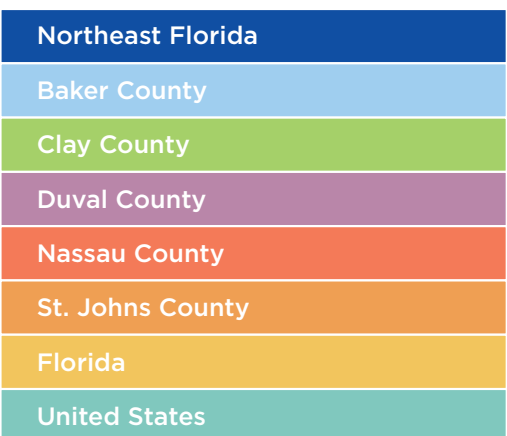 Northeast Florida
Baker County
Clay County
Duval County
Nassau County
St. Johns County
Florida
United States